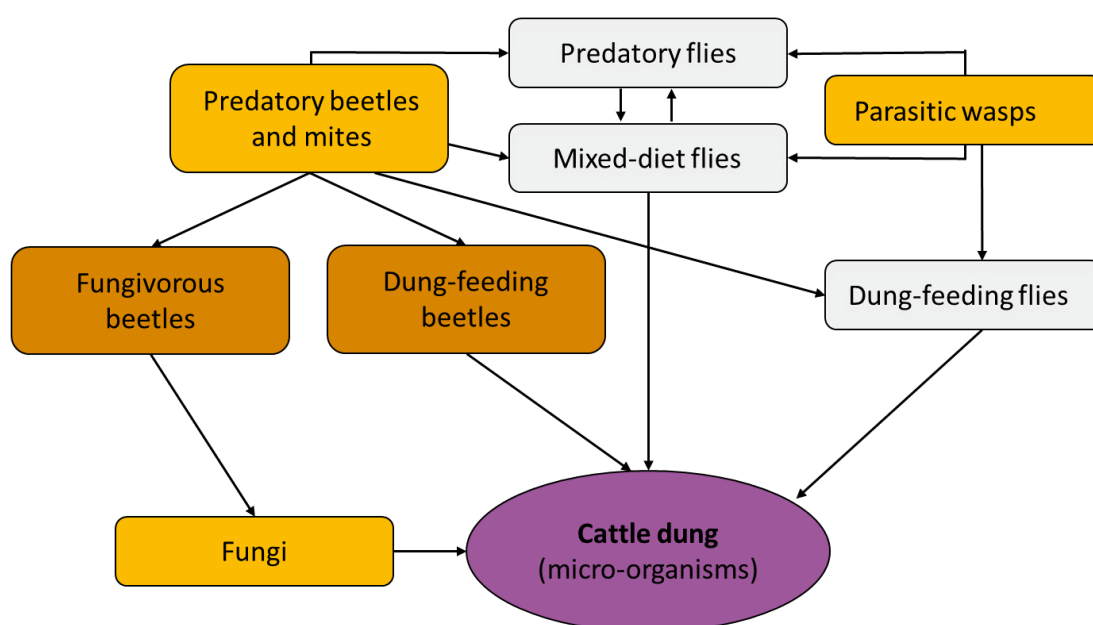 Predatory flies
Predatory beetles
and mites
Parasitic wasps
Mixed-diet flies
Fungivorous
beetles
Dung-feeding
beetles
Dung-feeding flies
Fungi
Cattle dung
(micro-organisms)